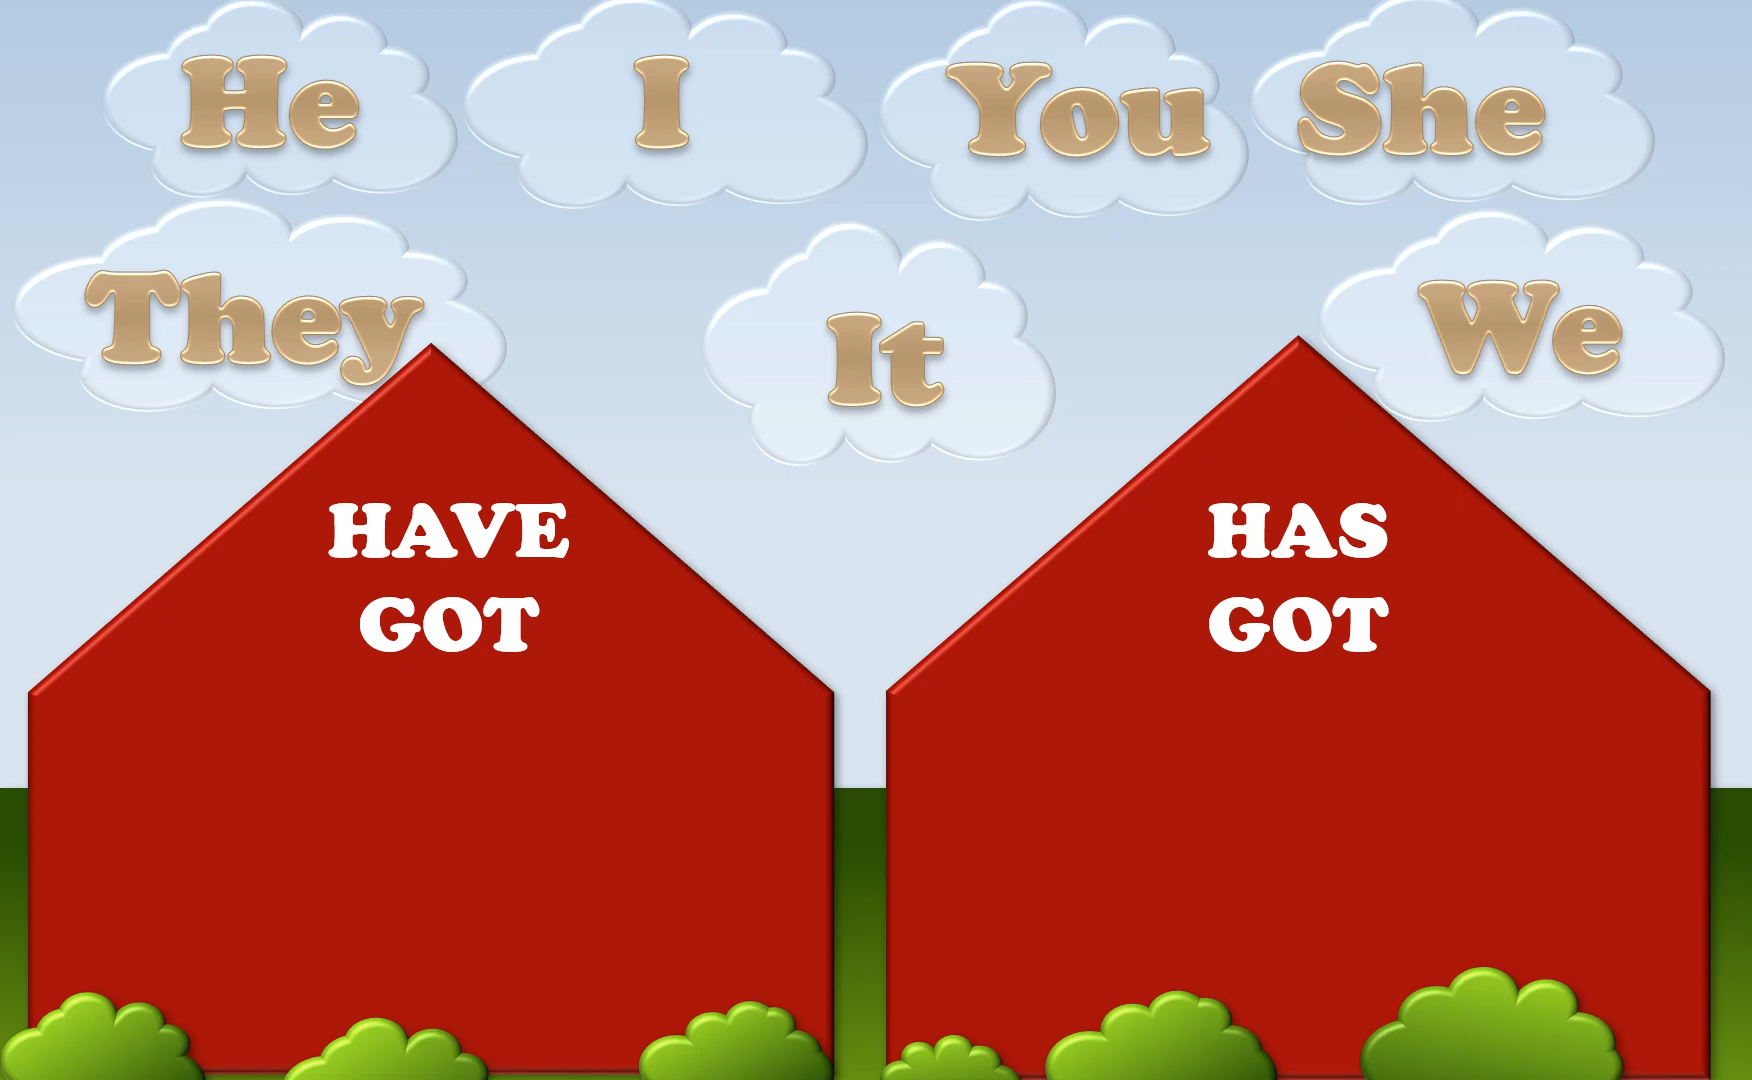 He I You She
They It We
HAVE
GOT
HAS
GOT